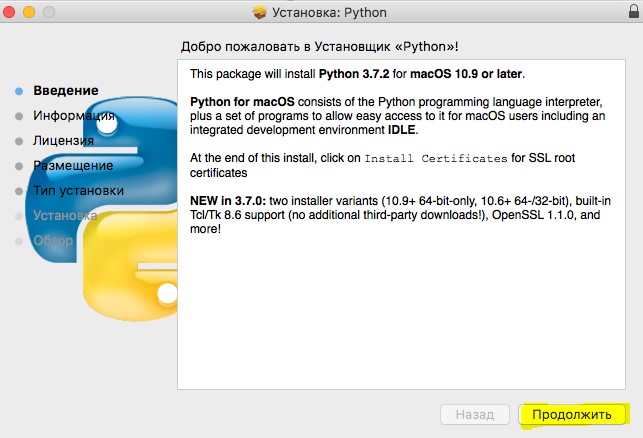 Установка: Python
Добро пожаловать в Установщик «Python»!
Введение
Информация
Лицензия
Размещение
Тип установки
Установка
Обзор
This package will install Python 3.7.2 for macOS 10.9 or later.
Python for macOS consists of the Python programming language interpreter,
plus a set of programs to allow easy access to it for macOS users including an
integrated development environment IDLE.
At the end of this install, click on Install Certificates for SSL root
certificates
NEW in 3.7.0: two installer variants (10.9+ 64-bit-only, 10.6+ 64-/32-bit), built-in
Tcl/Tk 8.6 support (no additional third-party downloads!), OpenSSL 1.1.0, and
more!
Назад
Продолжить